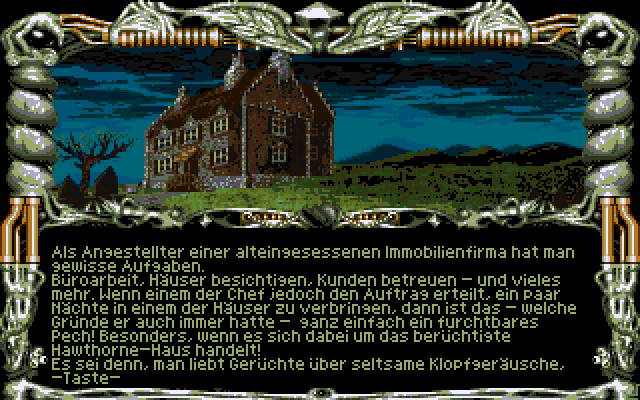 Als Angestellter einer alteingesessenen Immobilienfirma hat man
gewisse Aufgaben.
Büroarbeit, Häuser besichtigen, Kunden betreuen – und vieles
mehr. Wenn einem der Chef jedoch den Auftrag erteilt, ein paar
Nächte in einem der Häuser zu verbringen, dann ist das – welche
Gründe er auch immer hatte – ganz einfach ein furchtbares
Pech! Besonders, wenn es sich dabei um das berüchtigte
Hawthorne–Haus handelt!
Es sei denn, man liebt Gerüchte über seltsame Klopfgeräusche,
–Taste–